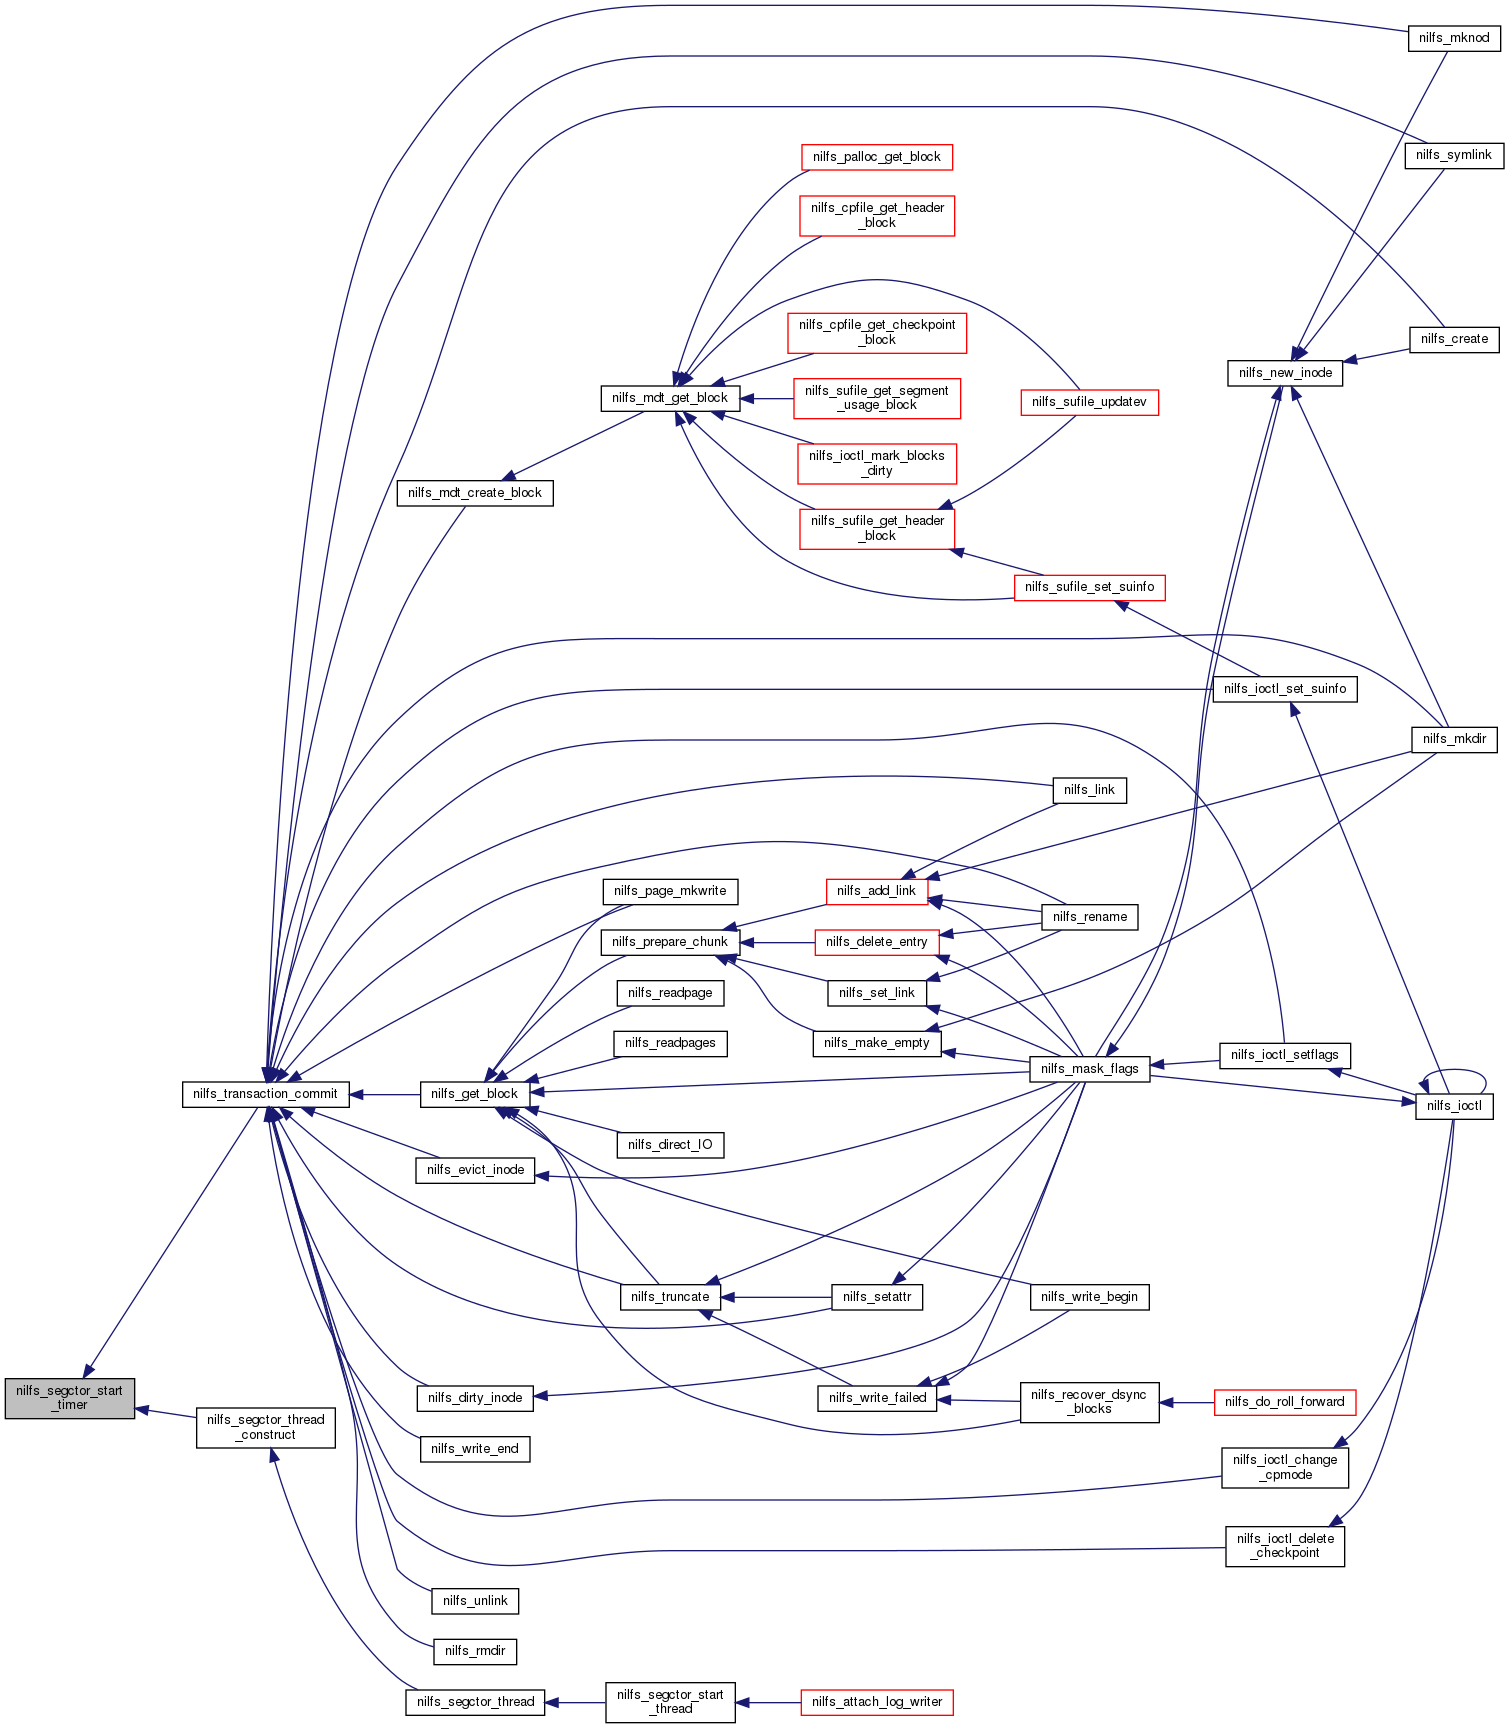 nilfs_mknod
nilfs_symlink
nilfs_palloc_get_block
nilfs_cpfile_get_header
_block
nilfs_cpfile_get_checkpoint
_block
nilfs_create
nilfs_new_inode
nilfs_mdt_get_block
nilfs_sufile_get_segment
_usage_block
nilfs_sufile_updatev
nilfs_ioctl_mark_blocks
_dirty
nilfs_mdt_create_block
nilfs_sufile_get_header
_block
nilfs_sufile_set_suinfo
nilfs_ioctl_set_suinfo
nilfs_mkdir
nilfs_link
nilfs_page_mkwrite
nilfs_add_link
nilfs_rename
nilfs_prepare_chunk
nilfs_delete_entry
nilfs_readpage
nilfs_set_link
nilfs_readpages
nilfs_make_empty
nilfs_ioctl_setflags
nilfs_mask_flags
nilfs_transaction_commit
nilfs_get_block
nilfs_ioctl
nilfs_direct_IO
nilfs_evict_inode
nilfs_truncate
nilfs_setattr
nilfs_write_begin
nilfs_segctor_start
_timer
nilfs_dirty_inode
nilfs_write_failed
nilfs_recover_dsync
_blocks
nilfs_do_roll_forward
nilfs_segctor_thread
_construct
nilfs_write_end
nilfs_ioctl_change
_cpmode
nilfs_ioctl_delete
_checkpoint
nilfs_unlink
nilfs_rmdir
nilfs_segctor_thread
nilfs_segctor_start
_thread
nilfs_attach_log_writer